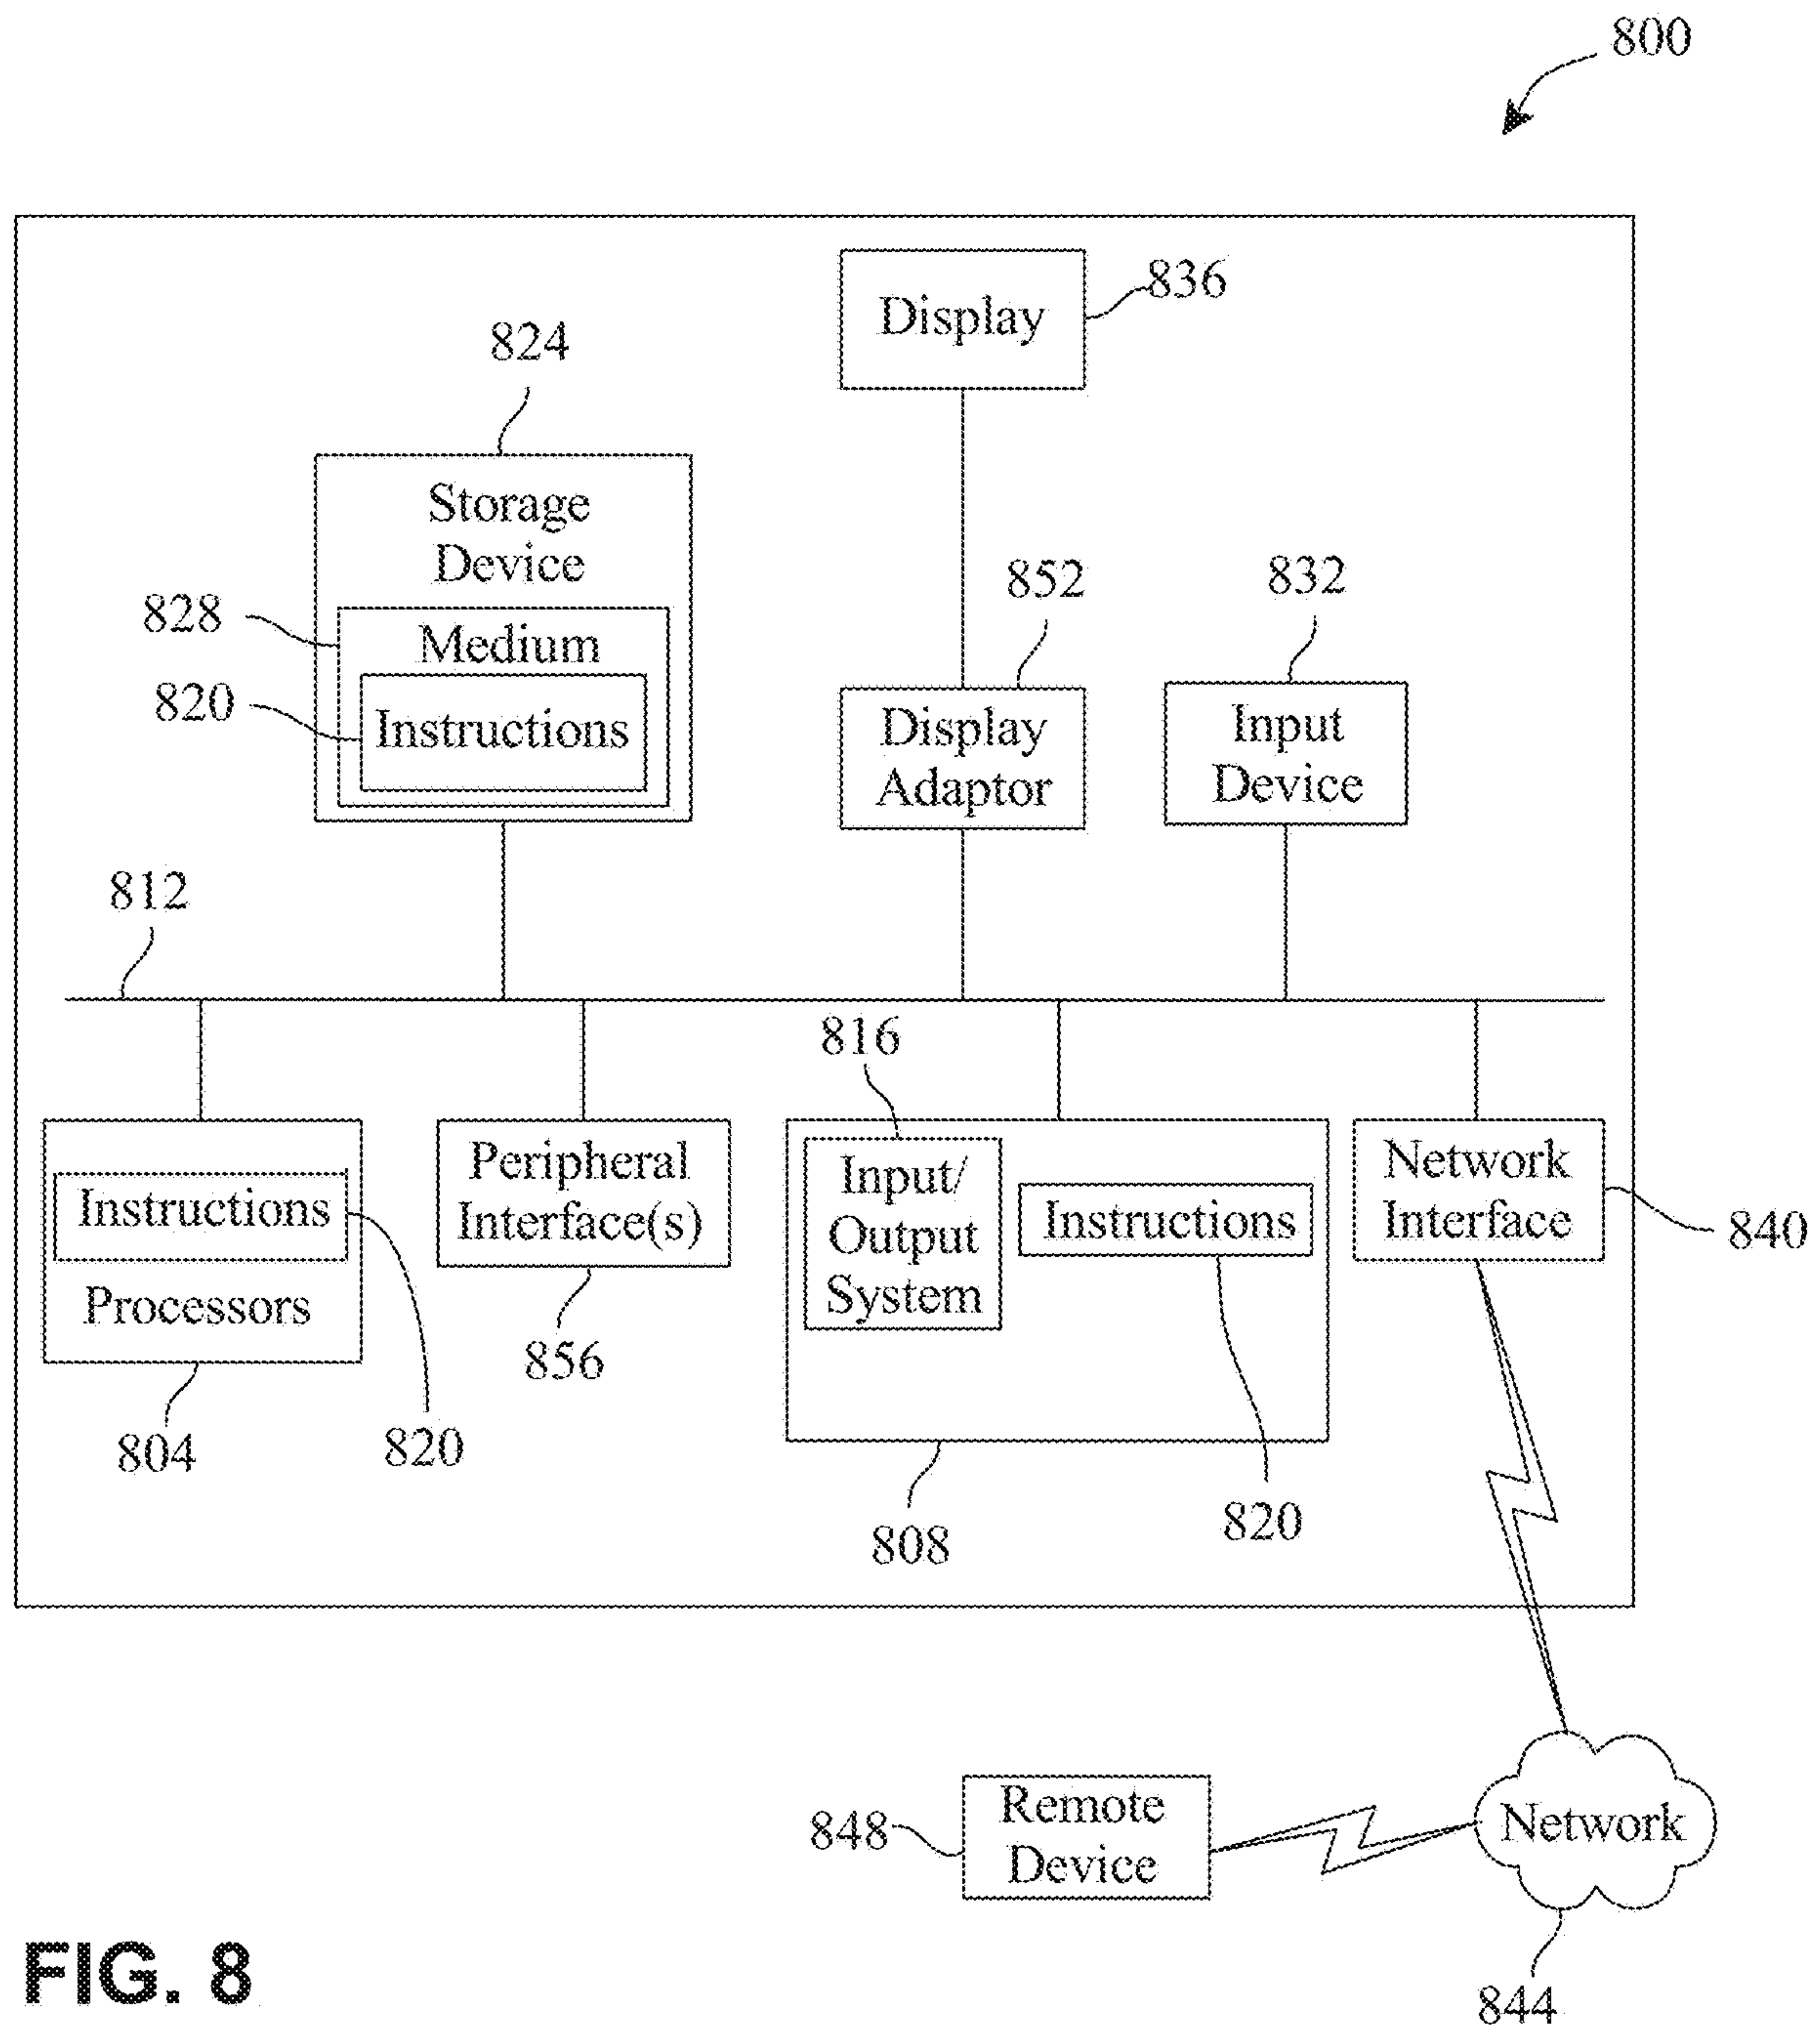 800
Display
836
824
Storage
Device
828
Medium
820
Instructions
852
Display
Adaptor
832
Input
Device
812
816
Instructions
Processors
804
820
Peripheral
Interface(s)
856
Input/
Output
System
Instructions
808
820
Network
Interface
840
848
Remote
Device
Network
844
FIG. 8